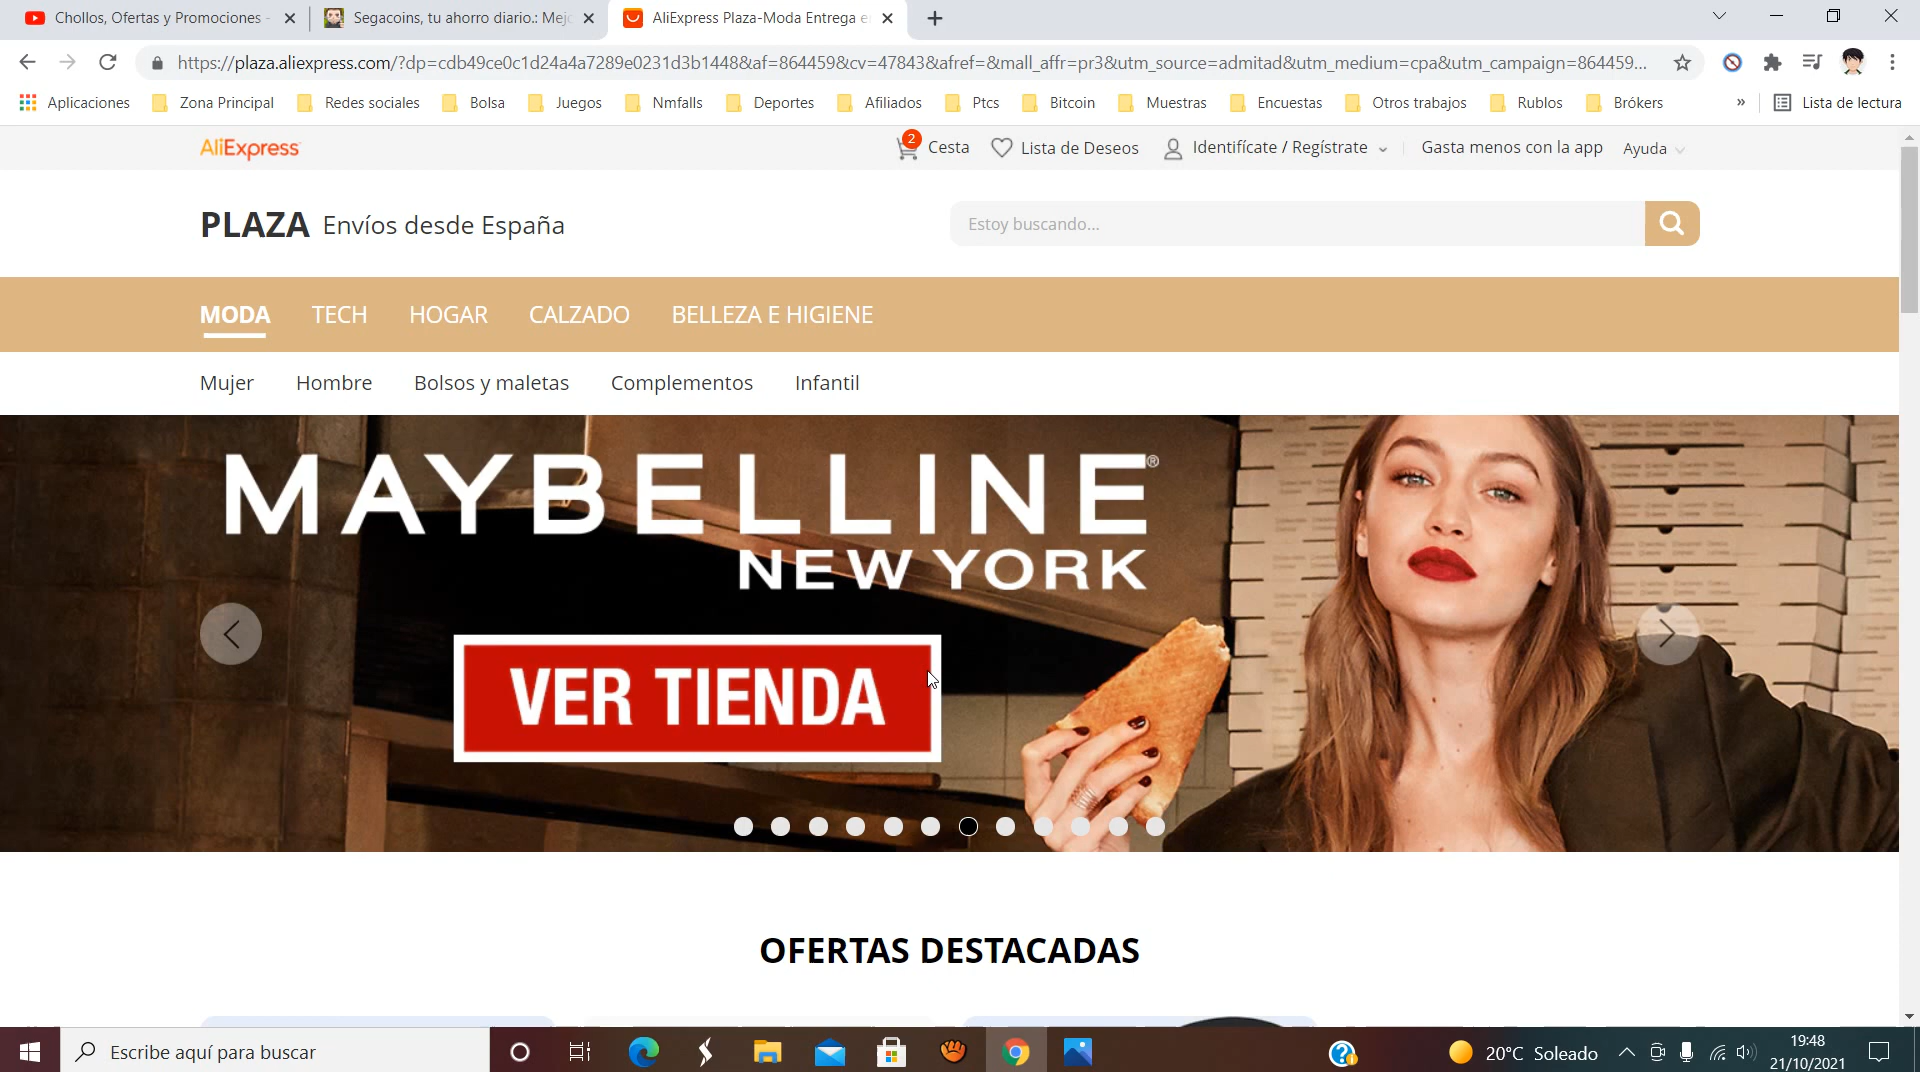 Chollos, Ofertas y Promociones -
Segacoins, tu ahorro diario.: Mejo
AliExpress Plaza-Moda Entrega e
https://plaza.aliexpress.com/?dp=cdb49ce0c1d24a4a7289e0231d3b1448&af=864459&cv=47843&afref=&mall_affr=pr3&utm_source=admitad&utm_medium=cpa&utm_campaign=864459...
Aplicaciones Zona Principal Redes sociales Bolsa Juegos Nmfalls Deportes Afiliados Ptcs Bitcoin Muestras Encuestas Otros trabajos Rublos Brókers » Lista de lectura
AliExpress 2 Cesta Lista de Deseos Identifícate / Regístrate Gasta menos con la app Ayuda
PLAZA Envíos desde España Estoy buscando...
MODA TECH HOGAR CALZADO BELLEZA E HIGIENE
Mujer Hombre Bolsos y maletas Complementos Infantil
MAYBELLINE®
NEW YORK
VER TIENDA
OFERTAS DESTACADAS
Escribe aquí para buscar 20°C Soleado 19:48
21/10/2021